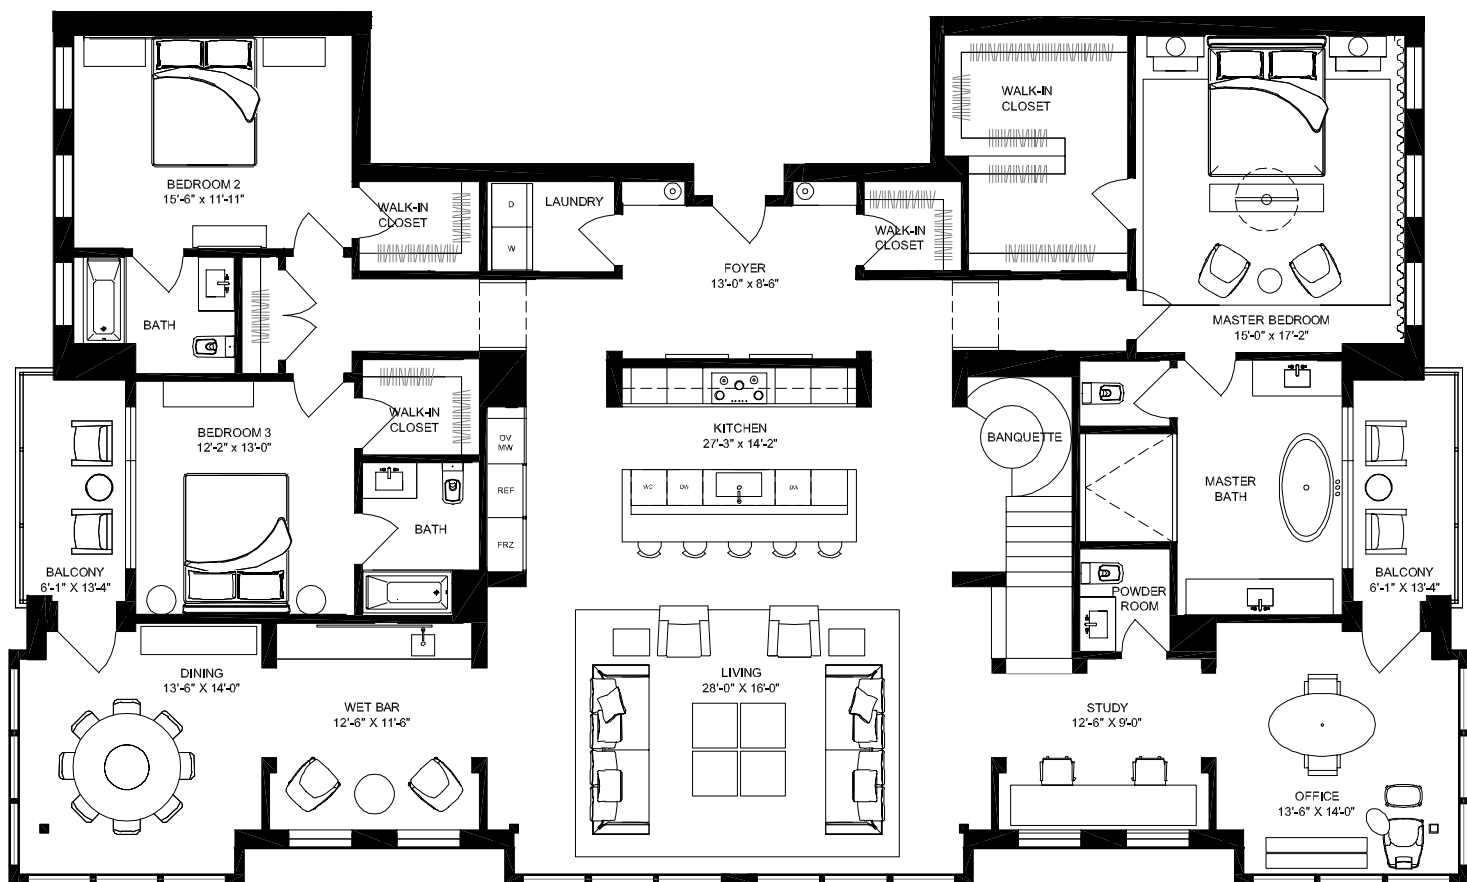 BEDROOM 2
15'-6" x 11'-11"
WALK-IN
CLOSET
D
W
LAUNDRY
FOYER
13'-0" x 8'-6"
WALK-IN
CLOSET
WALK-IN
CLOSET
MASTER BEDROOM
15'-0" x 17'-2"
BATH
BEDROOM 3
12'-2" x 13'-0"
WALK-IN
CLOSET
BATH
OV
MW
REF
FRZ
KITCHEN
27'-3" x 14'-2"
WC
DW
DW
BANQUETTE
MASTER
BATH
POWDER
ROOM
BALCONY
6'-1" X 13'-4"
BALCONY
6'-1" X 13'-4"
DINING
13'-6" X 14'-0"
WET BAR
12'-6" X 11'-6"
LIVING
28'-0" X 16'-0"
STUDY
12'-6" X 9'-0"
OFFICE
13'-6" X 14'-0"